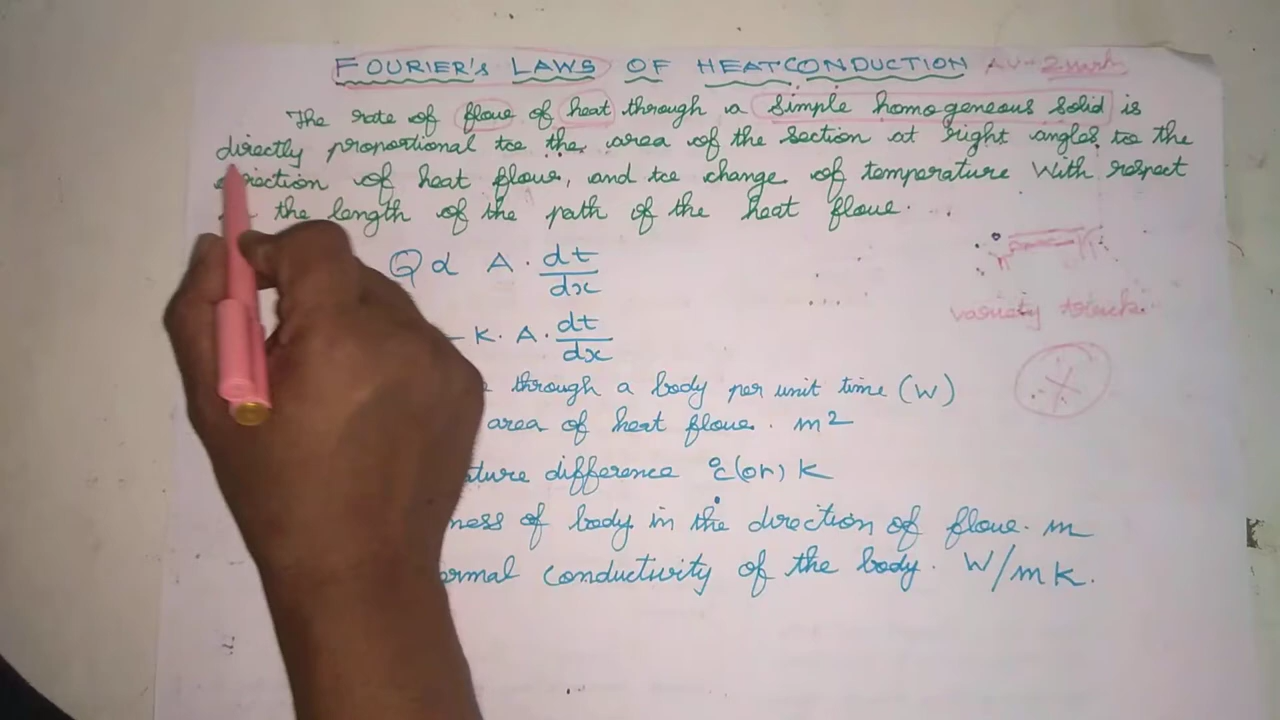 FOURIER'S LAWS OF HEATCONDUCTION AU - 2 mark
The rate of flow of heat through a simple homogeneous solid is
directly proportional to the area of the section at right angles to the
direction of heat flow, and to change of temperature with respect
the length of the path of the heat flow.
Q α A . dt/dx
- K . A . dt/dx
through a body per unit time (W)
area of heat flow . m²
difference °c (or) K
of body in the direction of flow . m
conductivity of the body . W/mK.
variety